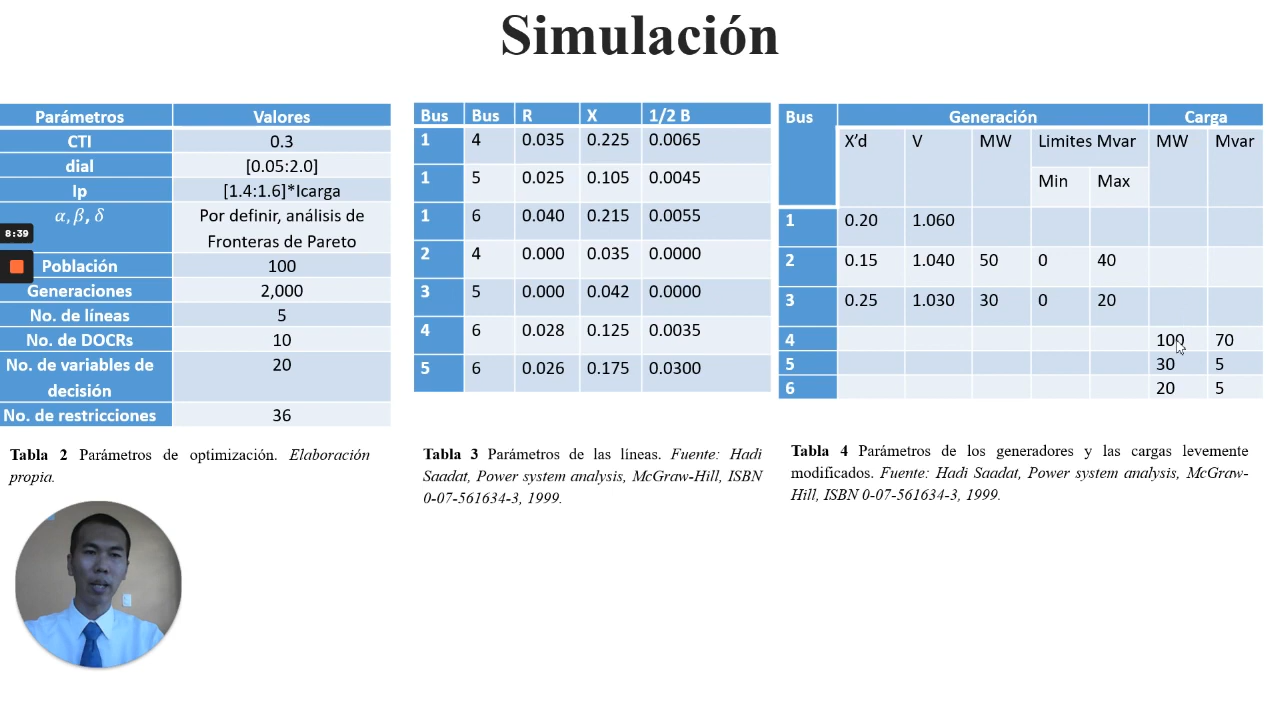 Simulación
Parámetros Valores
CTI 0.3
dial [0.05:2.0]
Ip [1.4:1.6]*Icarga
α, β, δ Por definir, análisis de
Fronteras de Pareto
Población 100
Generaciones 2,000
No. de líneas 5
No. de DOCRs 10
No. de variables de 20
decisión
No. de restricciones 36
8:39
Tabla 2 Parámetros de optimización. Elaboración
propia.
Bus Bus R X 1/2 B
1 4 0.035 0.225 0.0065
1 5 0.025 0.105 0.0045
1 6 0.040 0.215 0.0055
2 4 0.000 0.035 0.0000
3 5 0.000 0.042 0.0000
4 6 0.028 0.125 0.0035
5 6 0.026 0.175 0.0300
Tabla 3 Parámetros de las líneas. Fuente: Hadi
Saadat, Power system analysis, McGraw-Hill, ISBN
0-07-561634-3, 1999.
Bus Generación Carga
X'd V MW Limites Mvar MW Mvar
Min Max
1 0.20 1.060
2 0.15 1.040 50 0 40
3 0.25 1.030 30 0 20
4 100 70
5 30 5
6 20 5
Tabla 4 Parámetros de los generadores y las cargas levemente
modificados. Fuente: Hadi Saadat, Power system analysis, McGraw-
Hill, ISBN 0-07-561634-3, 1999.